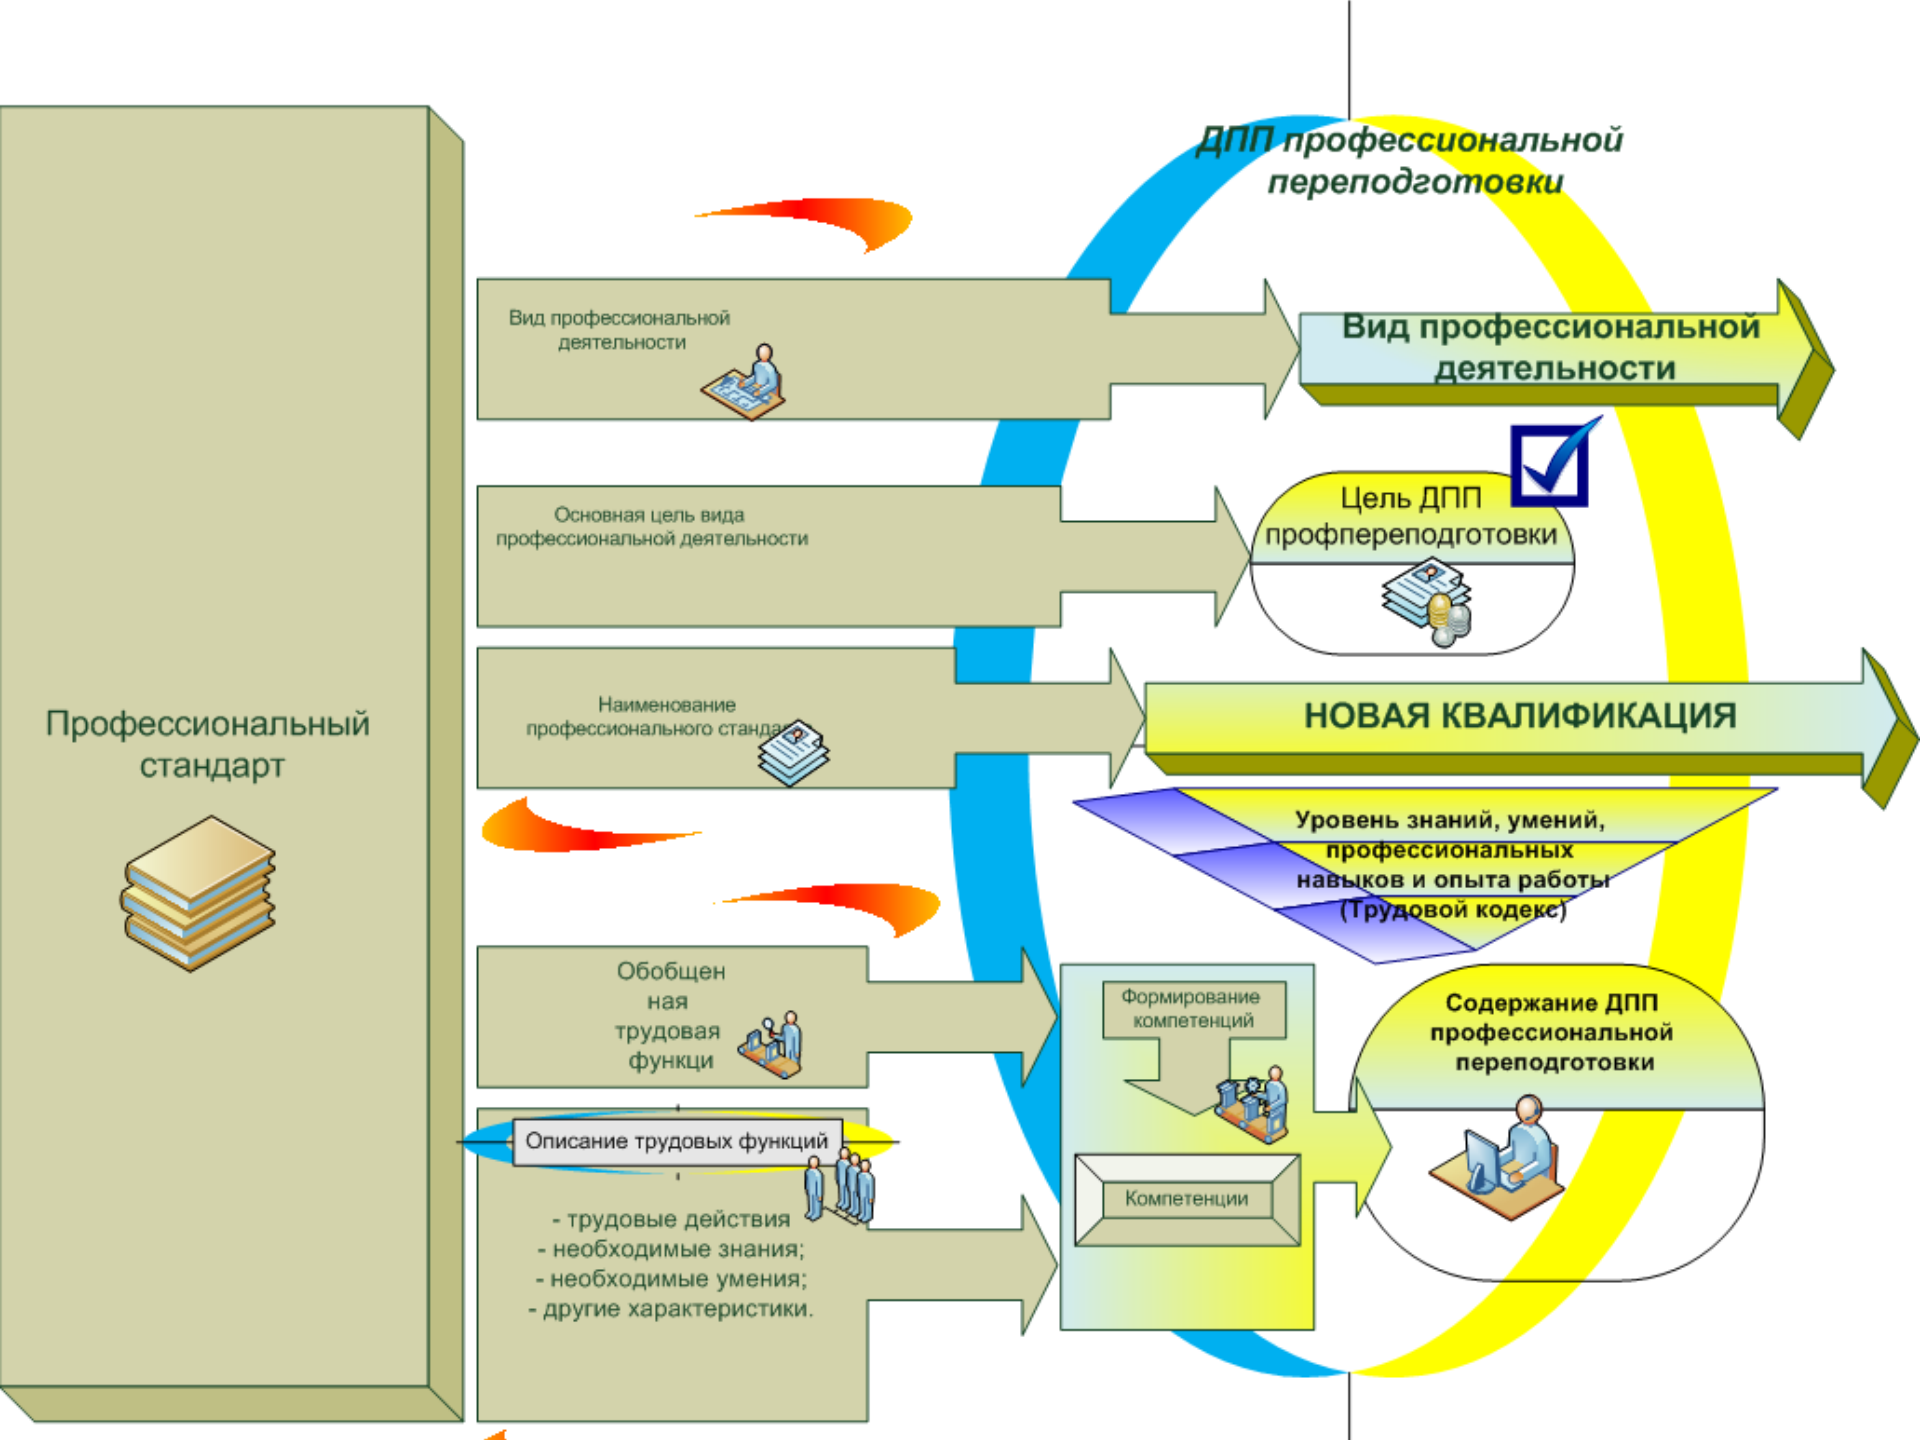 ДПП профессиональной
переподготовки
Вид профессиональной
деятельности
Вид профессиональной
деятельности
Основная цель вида
профессиональной деятельности
Цель ДПП
профпереподготовки
Профессиональный
стандарт
Наименование
профессионального станда
НОВАЯ КВАЛИФИКАЦИЯ
Уровень знаний, умений,
профессиональных
навыков и опыта работы
(Трудовой кодекс)
Обобщен
ная
трудовая
функци
Формирование
компетенций
Компетенции
Содержание ДПП
профессиональной
переподготовки
Описание трудовых функций
- трудовые действия
- необходимые знания;
- необходимые умения;
- другие характеристики.